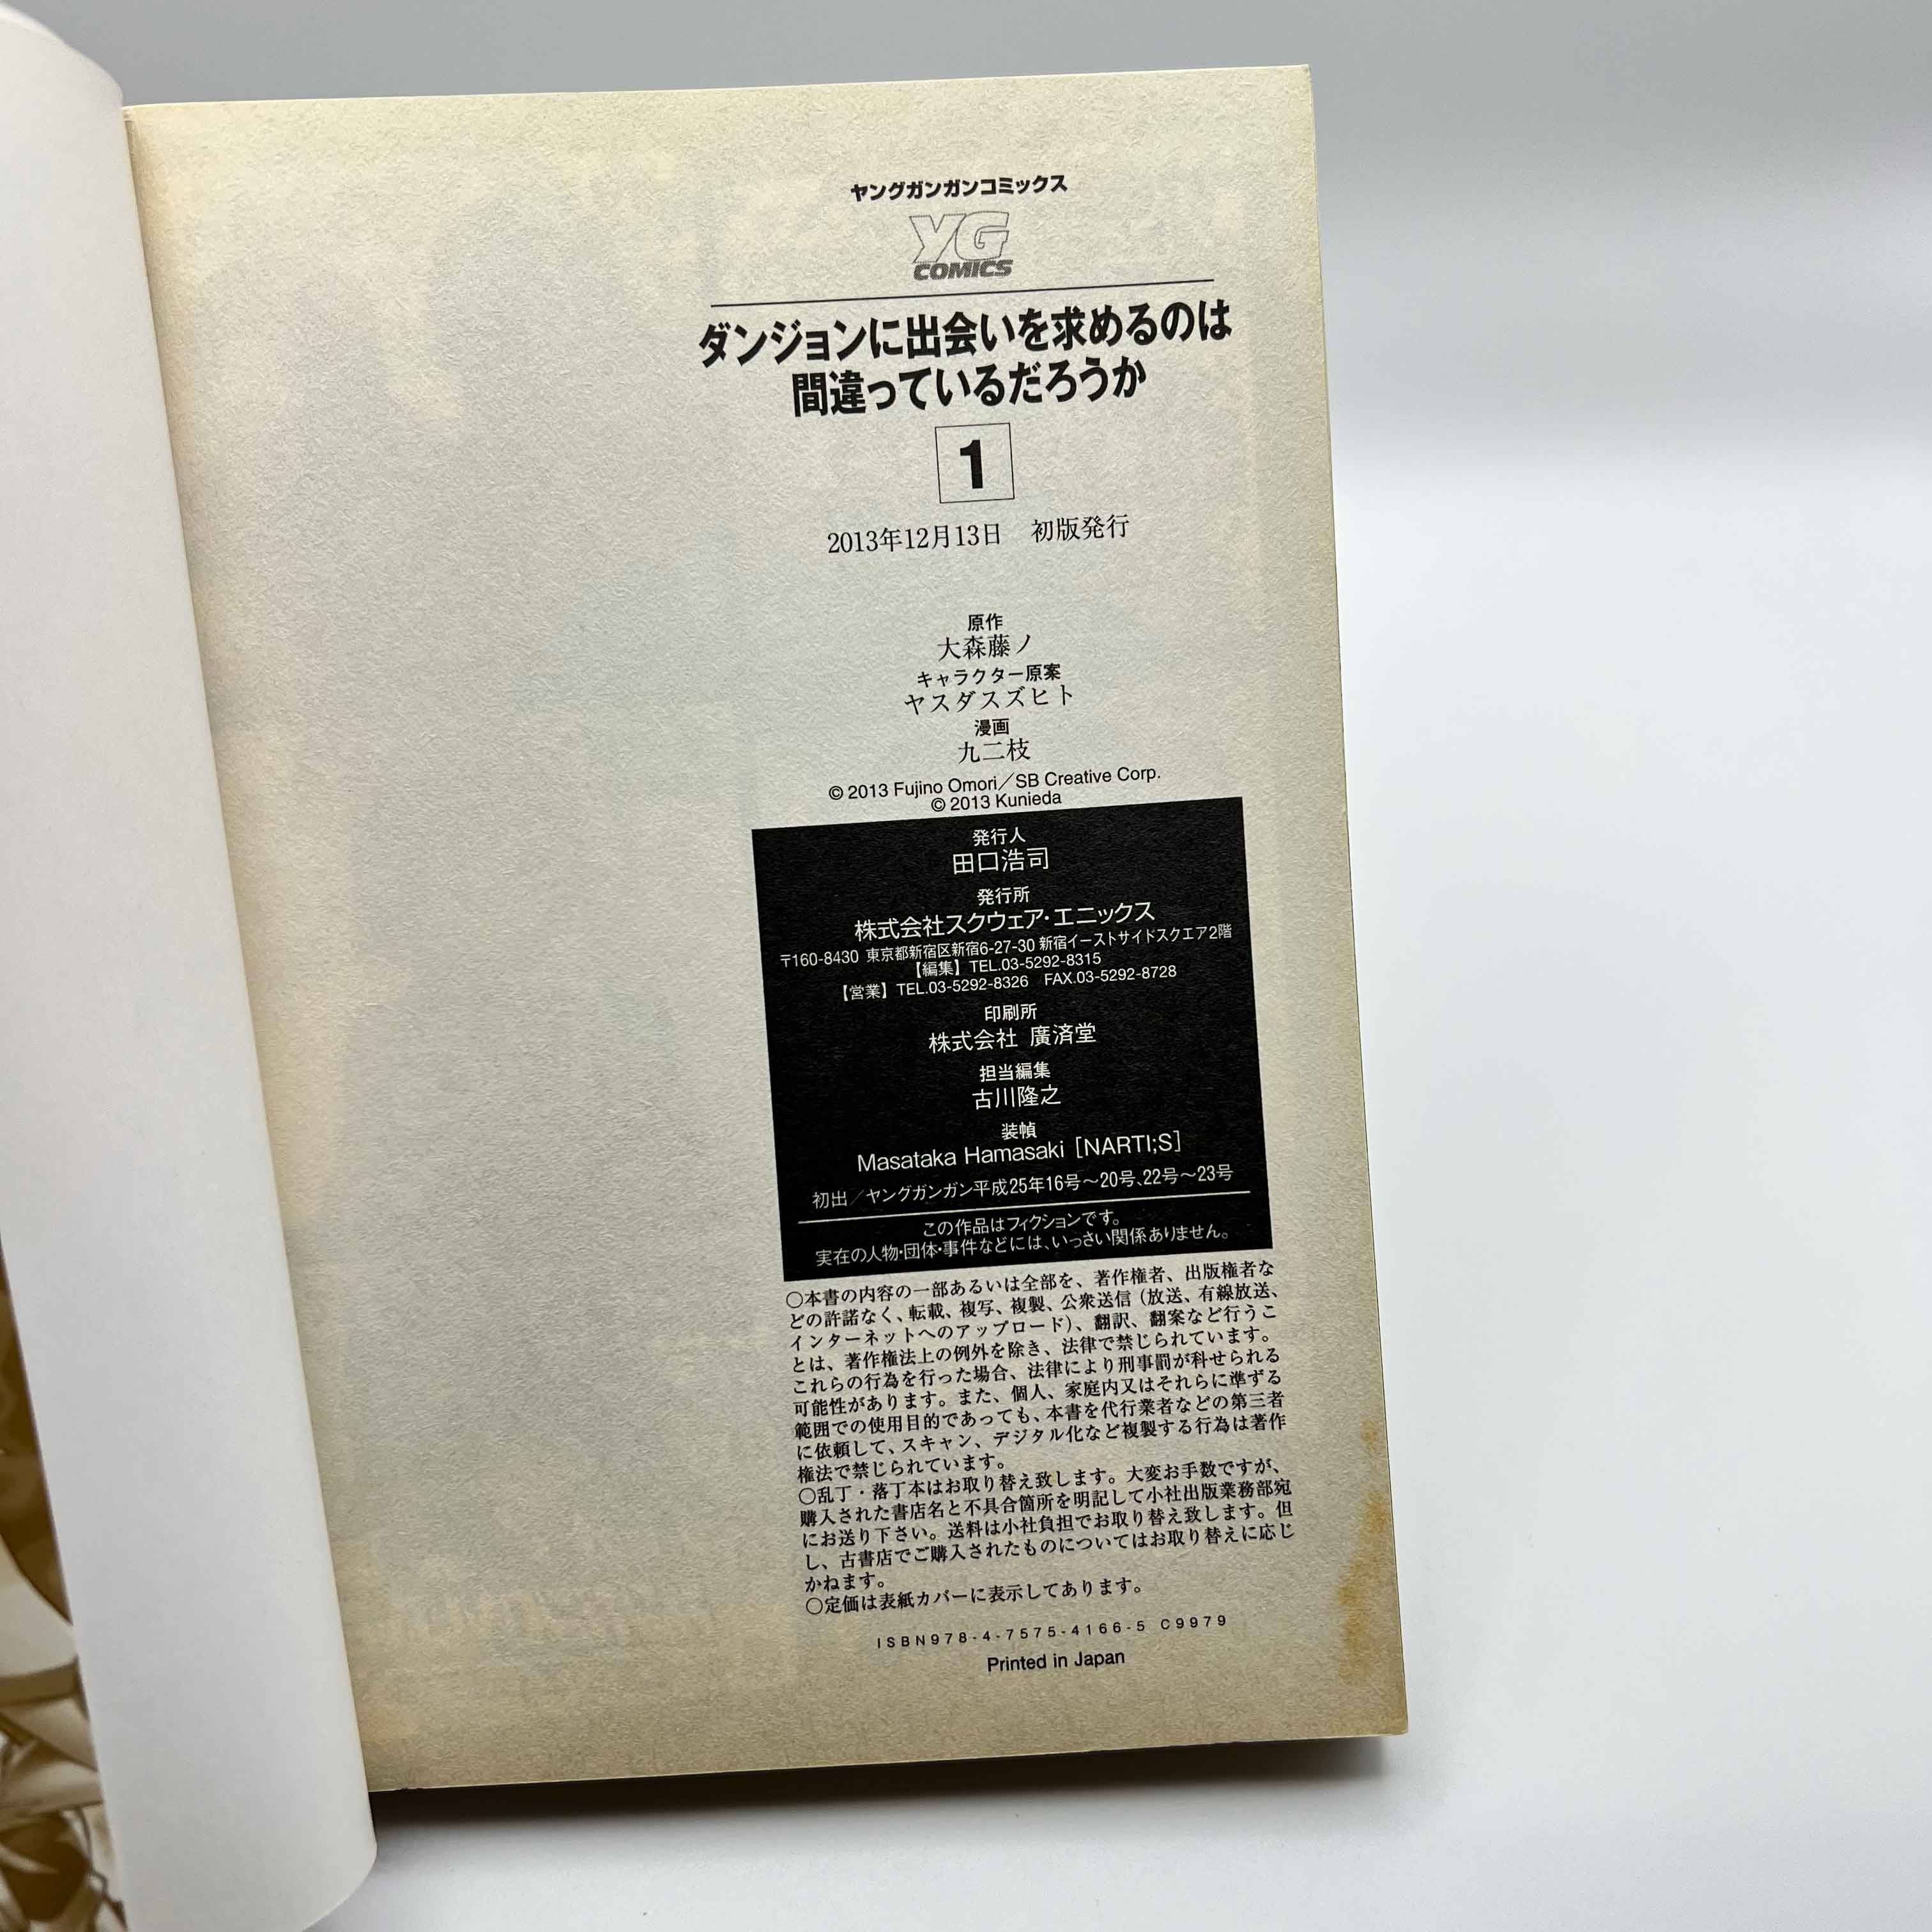 ヤングガンガンコミックス
YG
COMICS
ダンジョンに出会いを求めるのは
間違っているだろうか
1
2013年12月13日　初版発行
原作
大森藤ノ
キャラクター原案
ヤスダスズヒト
漫画
九二枝
© 2013 Fujino Omori／SB Creative Corp.
© 2013 Kunieda
発行人
田口浩司
発行所
株式会社スクウェア・エニックス
〒160-8430 東京都新宿区新宿6-27-30 新宿イーストサイドスクエア2階
【編集】TEL.03-5292-8315
【営業】TEL.03-5292-8326　FAX.03-5292-8728
印刷所
株式会社 廣済堂
担当編集
古川隆之
装幀
Masataka Hamasaki［NARTI;S］
初出／ヤングガンガン平成25年16号～20号、22号～23号
この作品はフィクションです。
実在の人物・団体・事件などには、いっさい関係ありません。
○本書の内容の一部あるいは全部を、著作権者、出版権者な
どの許諾なく、転載、複写、複製、公衆送信（放送、有線放送、
インターネットへのアップロード）、翻訳、翻案など行うこ
とは、著作権法上の例外を除き、法律で禁じられています。
これらの行為を行った場合、法律により刑事罰が科せられる
可能性があります。また、個人、家庭内又はそれらに準ずる
範囲での使用目的であっても、本書を代行業者などの第三者
に依頼して、スキャン、デジタル化など複製する行為は著作
権法で禁じられています。
○乱丁・落丁本はお取り替え致します。大変お手数ですが、
購入された書店名と不具合箇所を明記して小社出版業務部宛
にお送り下さい。送料は小社負担でお取り替え致します。但
し、古書店でご購入されたものについてはお取り替えに応じ
かねます。
○定価は表紙カバーに表示してあります。
ISBN978-4-7575-4166-5 C9979
Printed in Japan